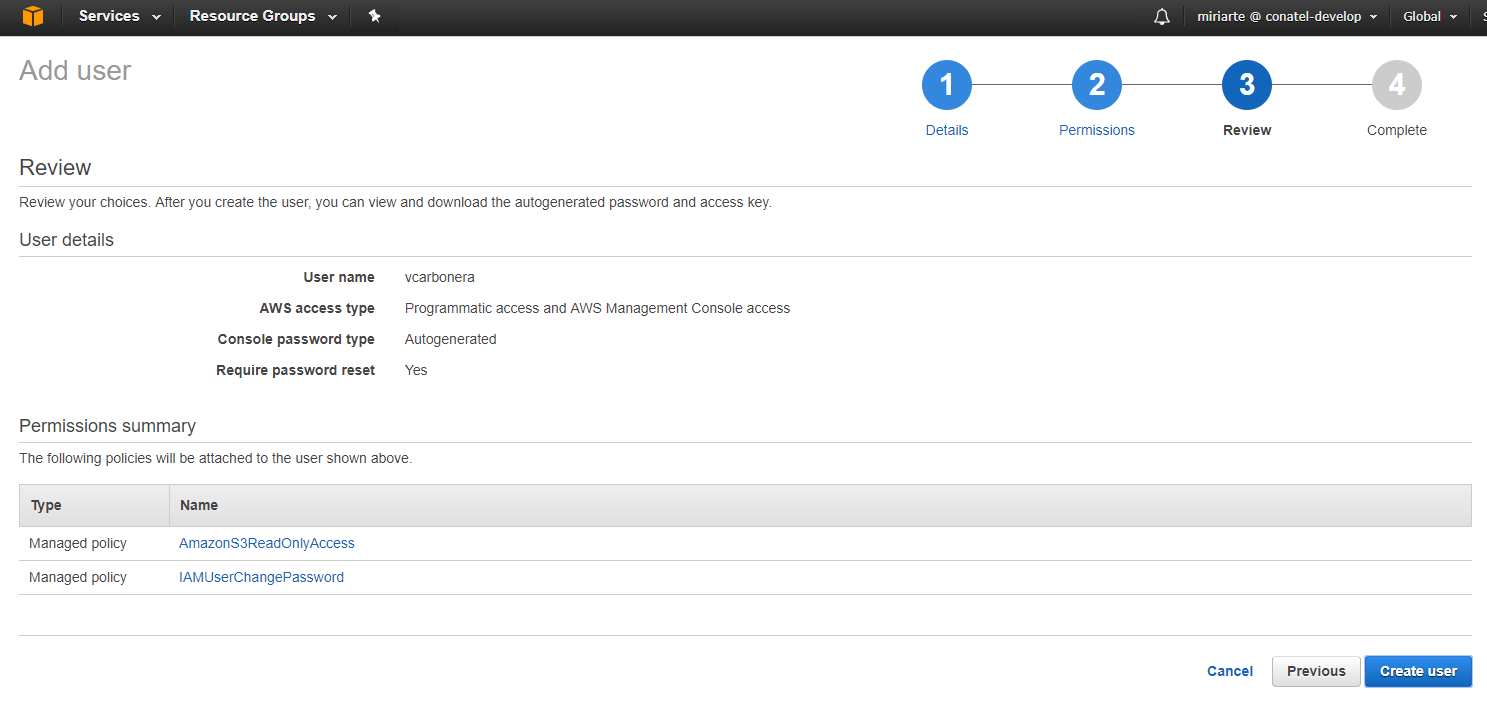 Services Resource Groups miriarte @ conatel-develop Global
Add user
1 2 3 4
Details Permissions Review Complete
Review
Review your choices. After you create the user, you can view and download the autogenerated password and access key.
User details
User name vcarbonera
AWS access type Programmatic access and AWS Management Console access
Console password type Autogenerated
Require password reset Yes
Permissions summary
The following policies will be attached to the user shown above.
Type Name
Managed policy AmazonS3ReadOnlyAccess
Managed policy IAMUserChangePassword
Cancel Previous Create user